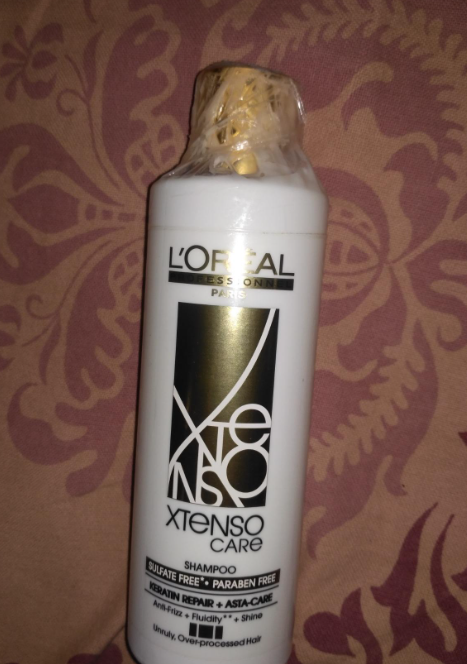 L'ORÉAL
PROFESSIONNEL
PARIS
XTENSO
XTENSO
CARE
SHAMPOO
SULFATE FREE* • PARABEN FREE
KERATIN REPAIR + ASTA-CARE
Anti-Frizz + Fluidity** + Shine
Unruly, Over-processed Hair